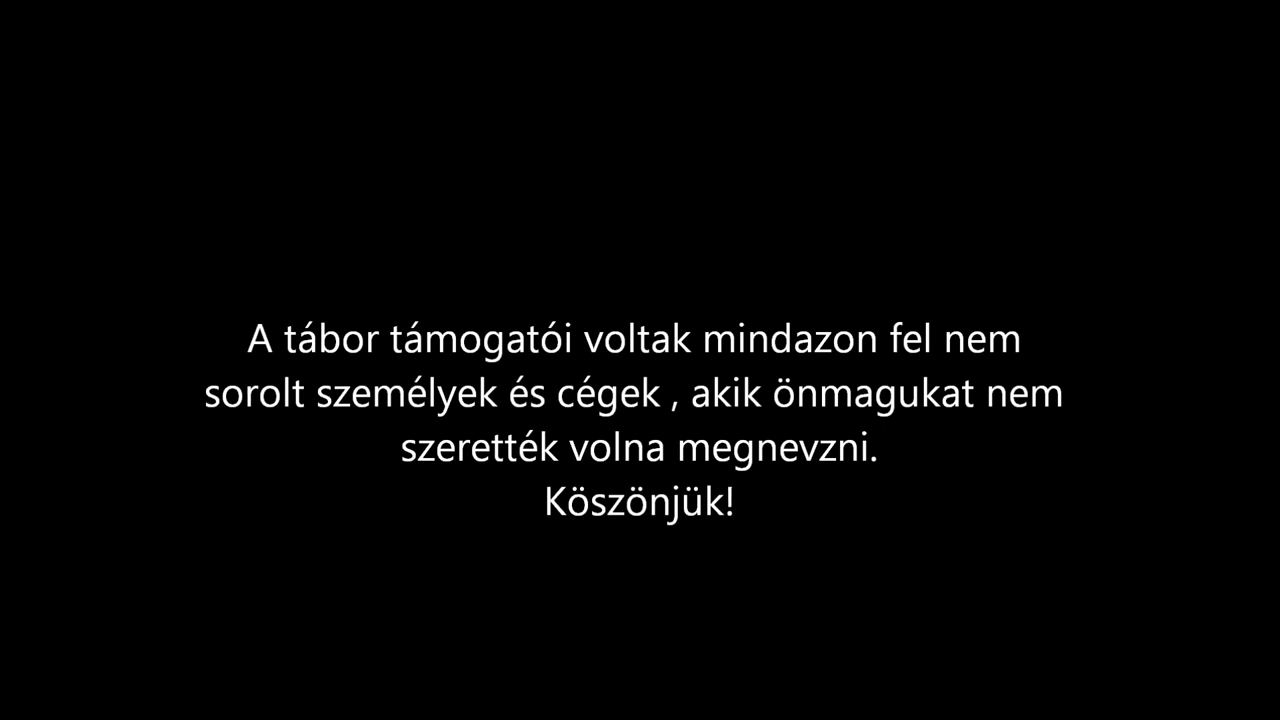 A tábor támogatói voltak mindazon fel nem
sorolt személyek és cégek , akik önmagukat nem
szerették volna megnevzni.
Köszönjük!